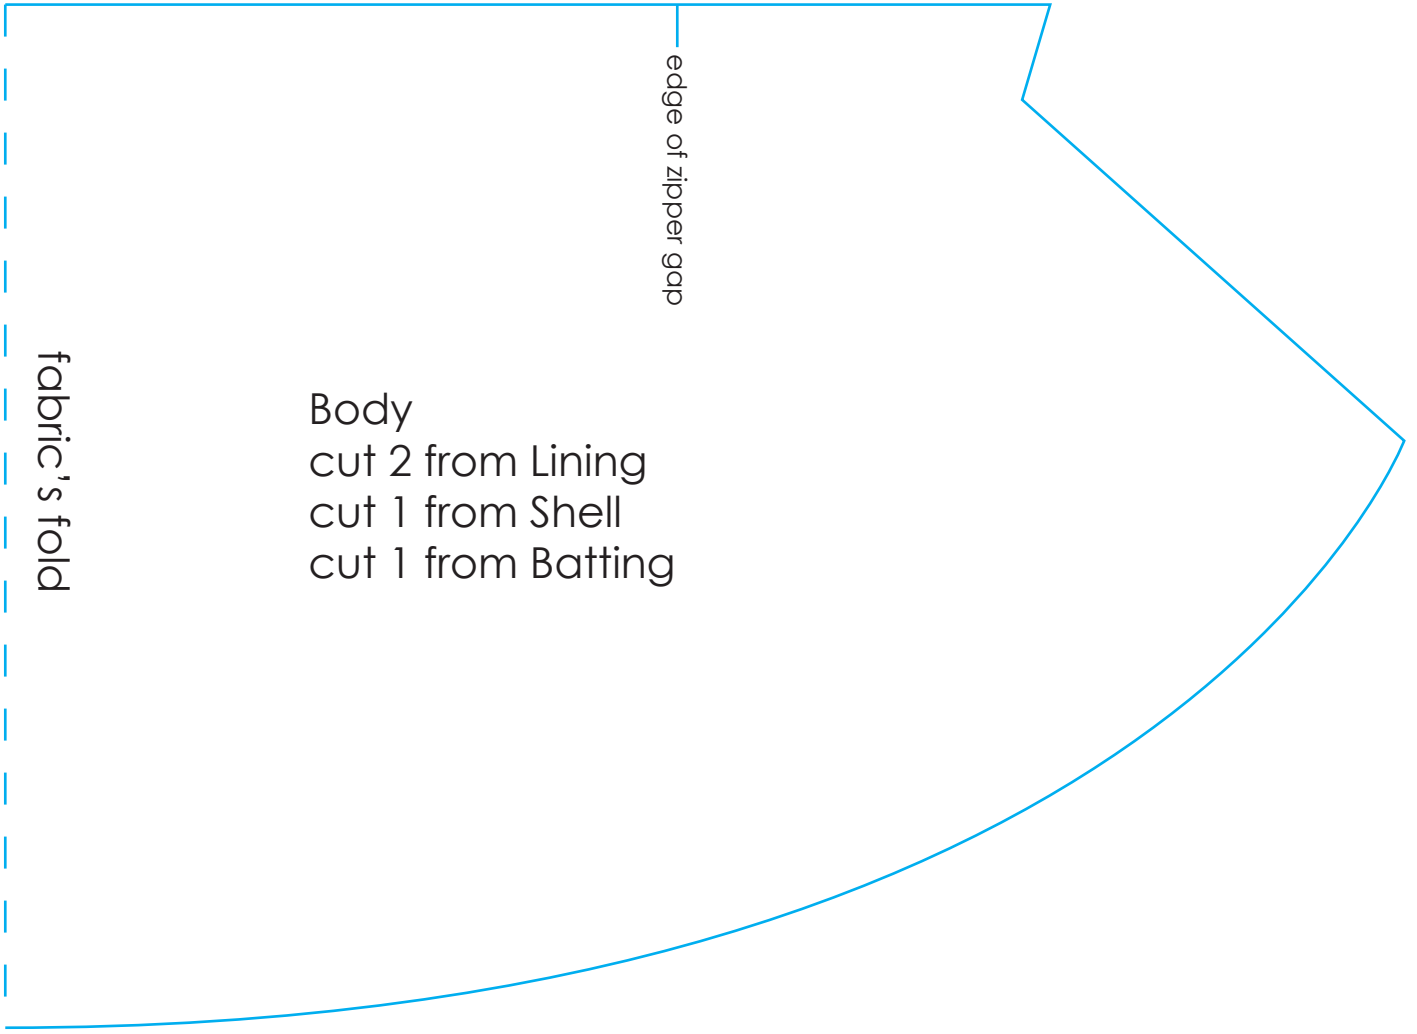 edge of zipper gap
fabric's fold
Body
cut 2 from Lining
cut 1 from Shell
cut 1 from Batting